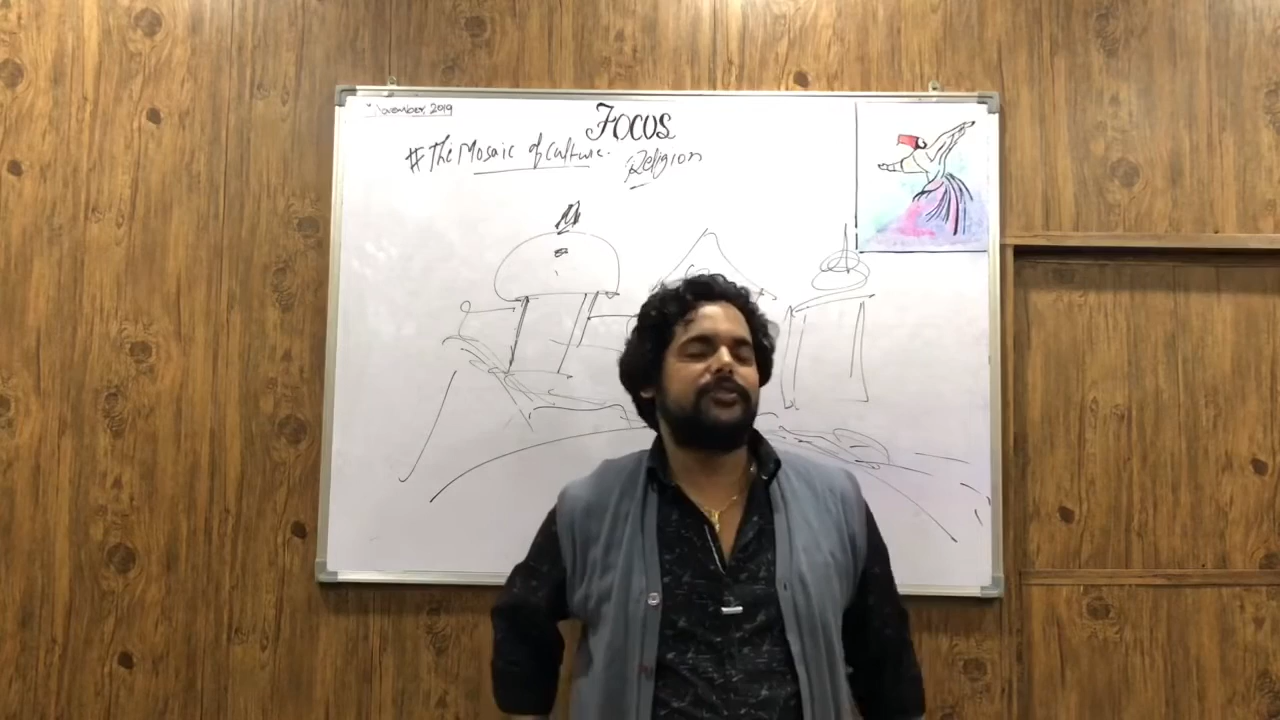 November, 2019
FOCUS
# The Mosaic of Culture. Religion